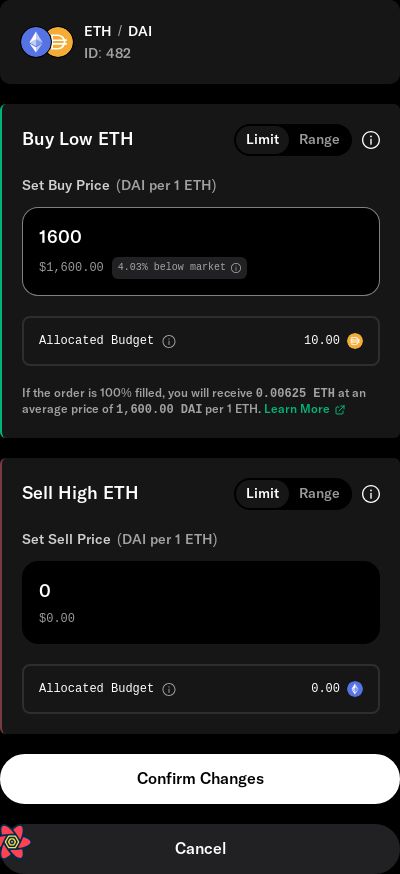 ETH / DAI
ID: 482
Buy Low ETH
Limit Range
Set Buy Price (DAI per 1 ETH)
1600
$1,600.00 4.03% below market
Allocated Budget 10.00
If the order is 100% filled, you will receive 0.00625 ETH at an
average price of 1,600.00 DAI per 1 ETH. Learn More
Sell High ETH
Limit Range
Set Sell Price (DAI per 1 ETH)
0
$0.00
Allocated Budget 0.00
Confirm Changes
Cancel